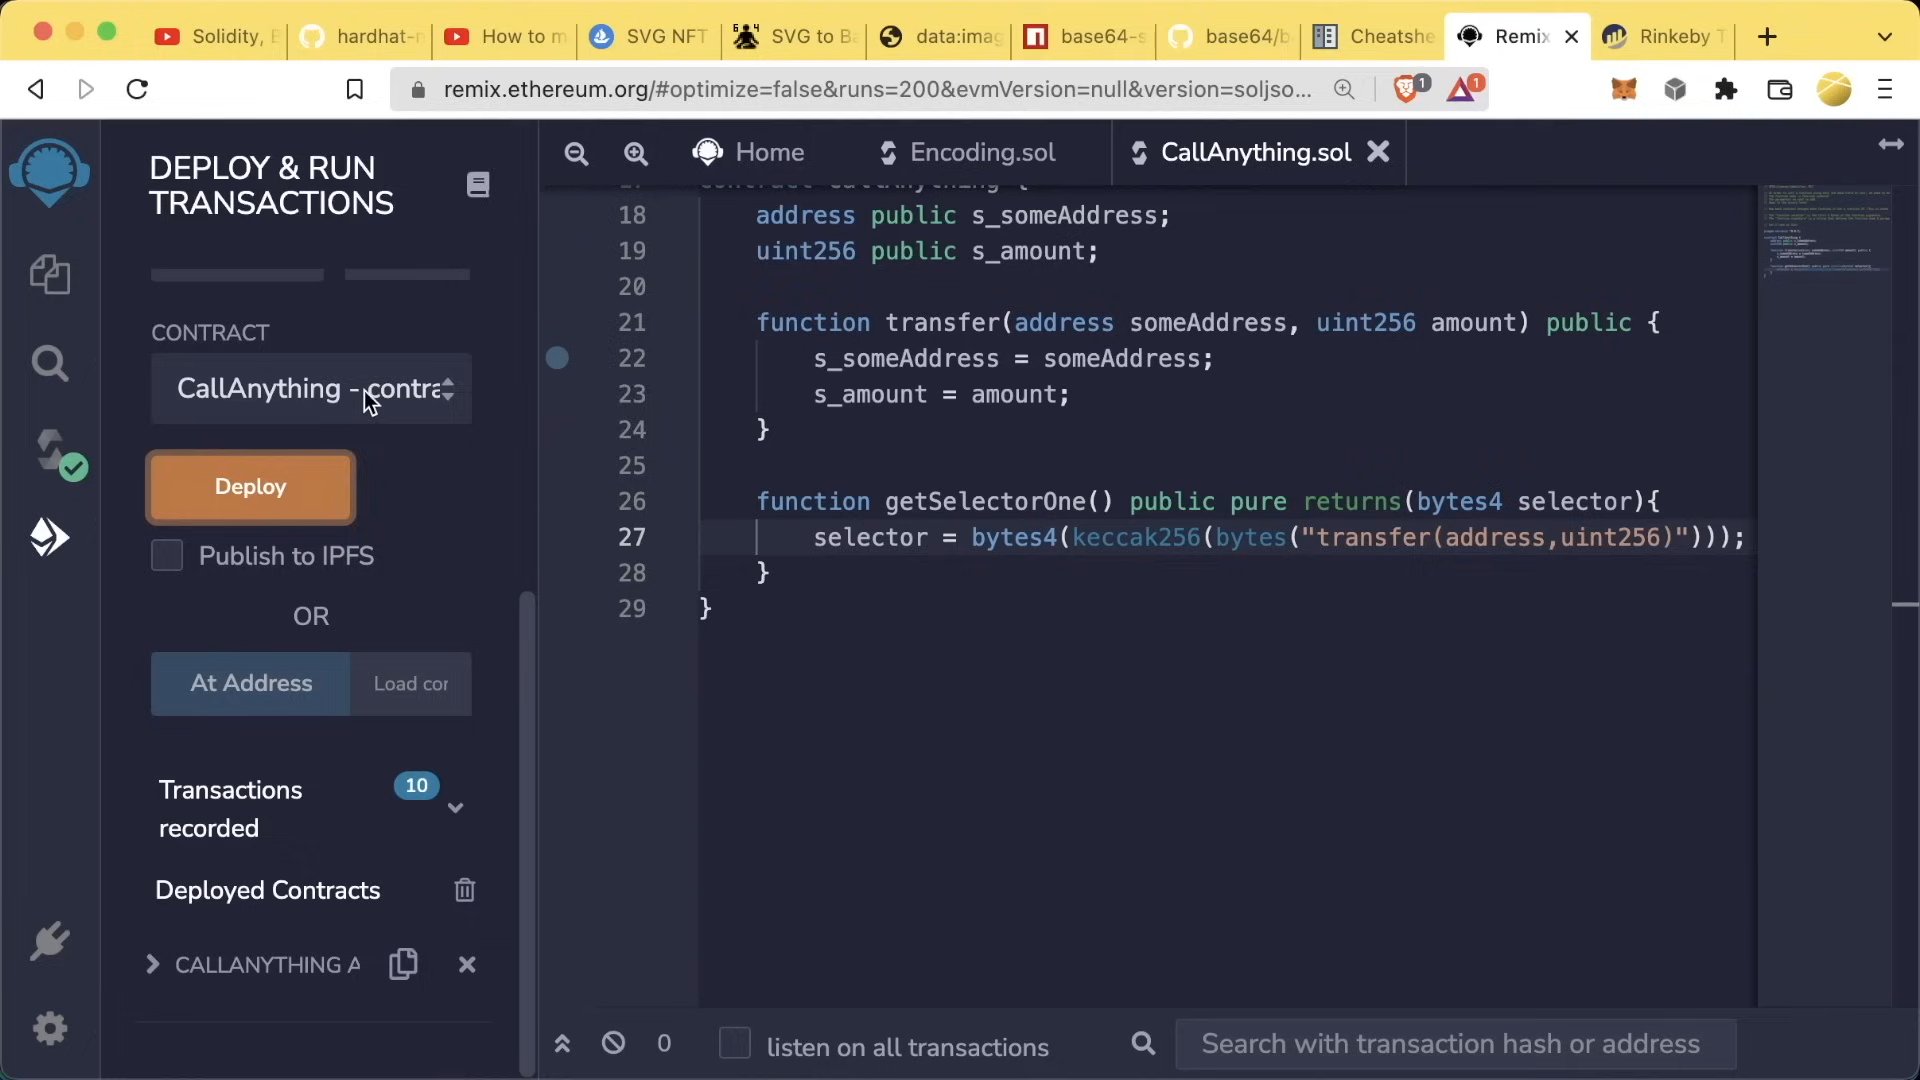 Solidity, B
hardhat-n
How to m
SVG NFT
SVG to Ba
data:imag
base64-s
base64/b
Cheatshe
Remix
Rinkeby T
remix.ethereum.org/#optimize=false&runs=200&evmVersion=null&version=soljso...
1
1
DEPLOY & RUN
TRANSACTIONS
Home
Encoding.sol
CallAnything.sol
CONTRACT
CallAnything - contra
Deploy
Publish to IPFS
OR
At Address
Load cor
Transactions
recorded
10
Deployed Contracts
CALLANYTHING A
18 address public s_someAddress;
19 uint256 public s_amount;
20
21 function transfer(address someAddress, uint256 amount) public {
22 s_someAddress = someAddress;
23 s_amount = amount;
24 }
25
26 function getSelectorOne() public pure returns(bytes4 selector){
27 selector = bytes4(keccak256(bytes("transfer(address,uint256)")));
28 }
29 }
0
listen on all transactions
Search with transaction hash or address